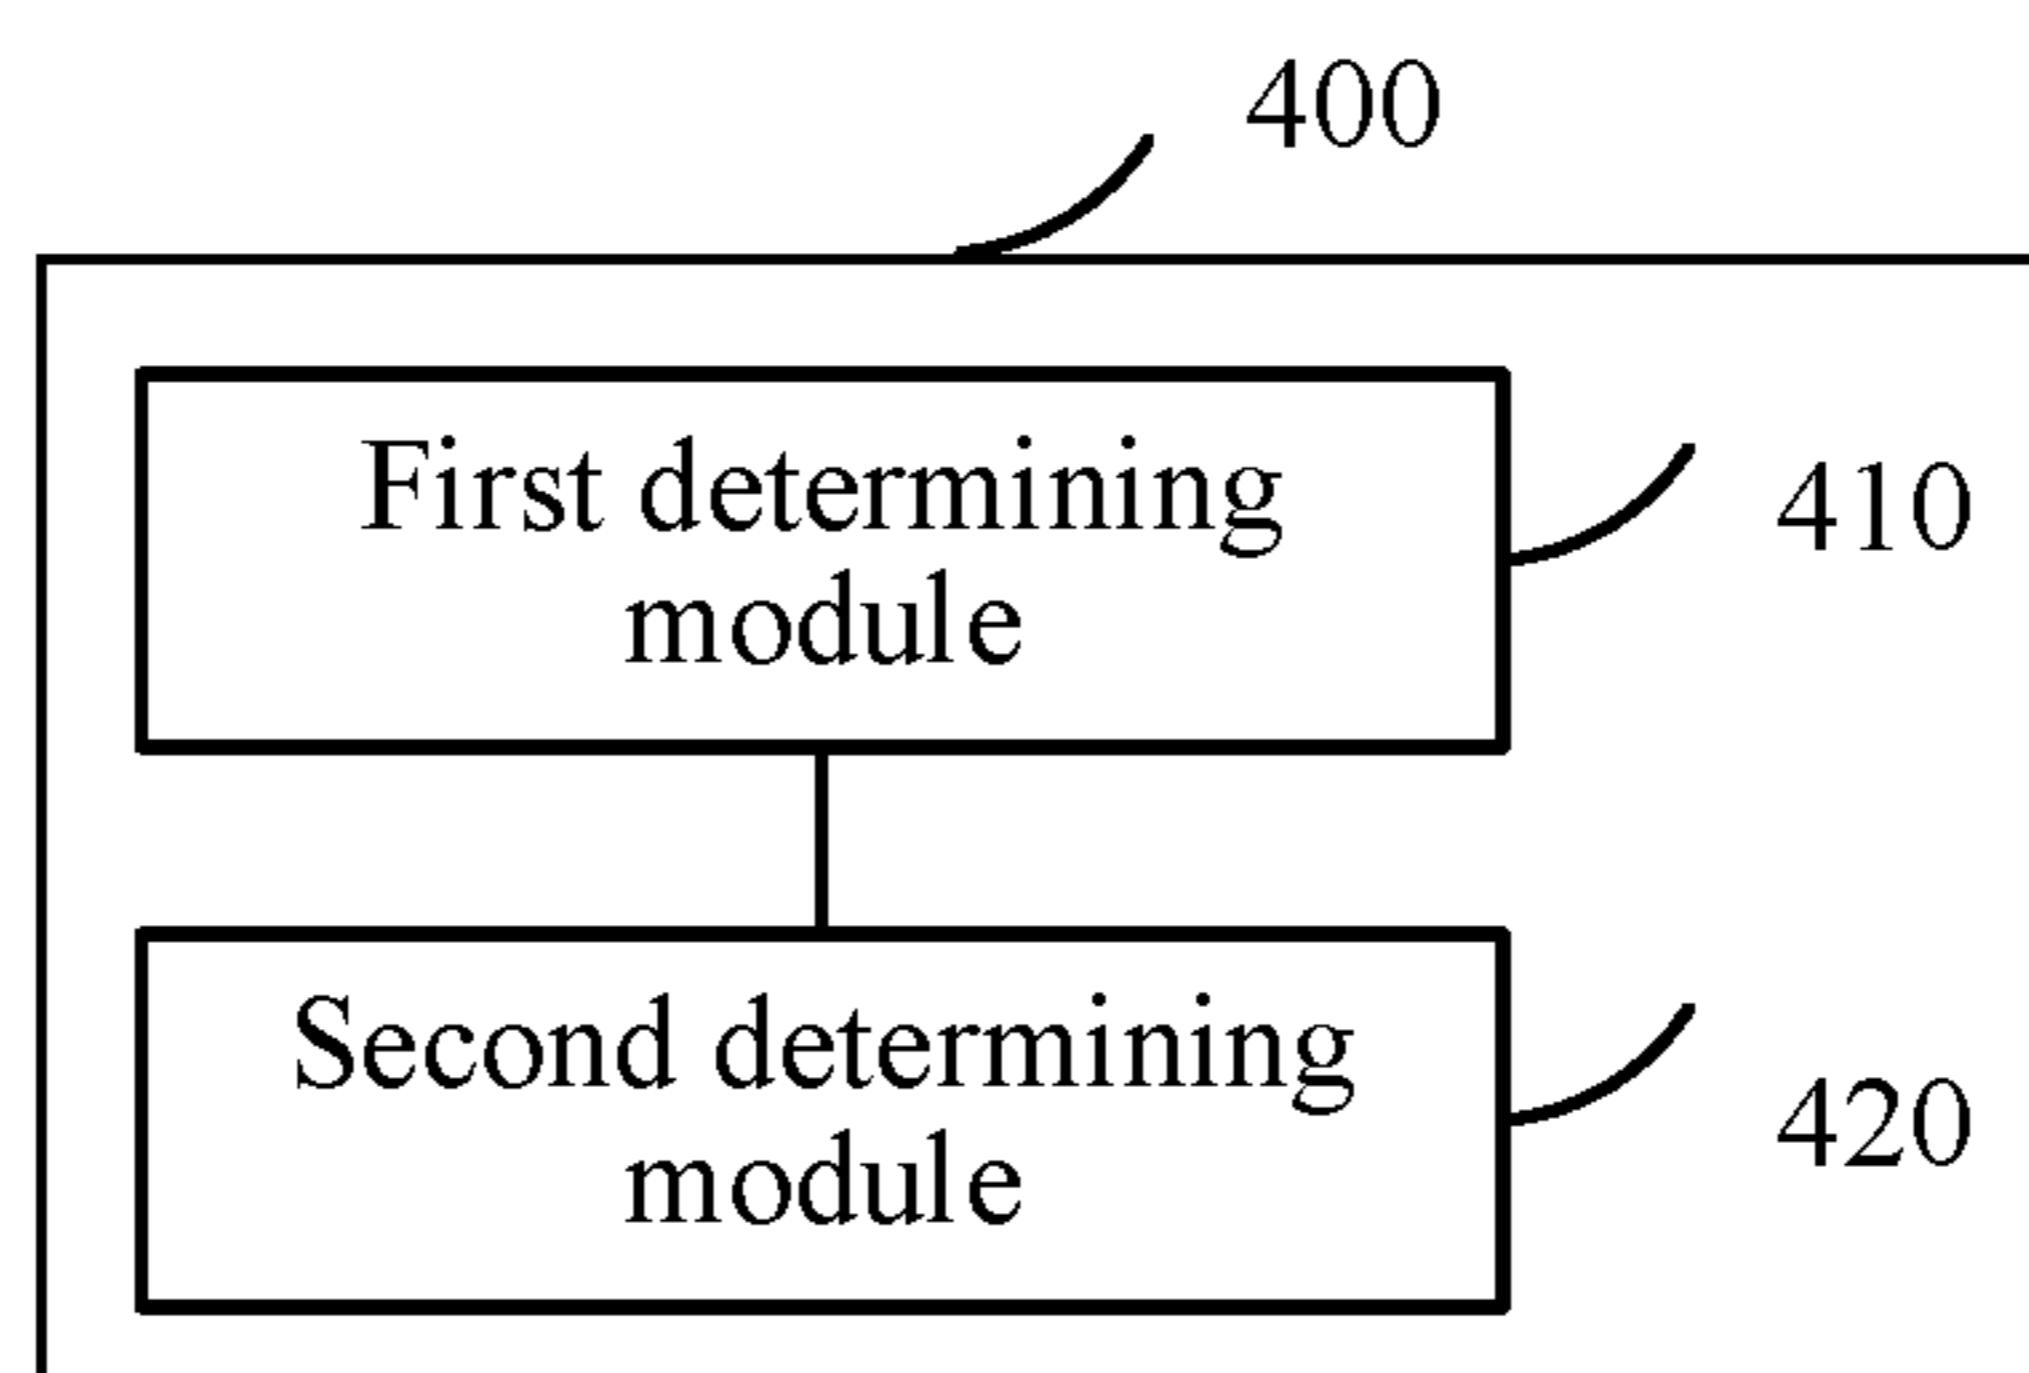 400
First determining
module
410
Second determining
module
420